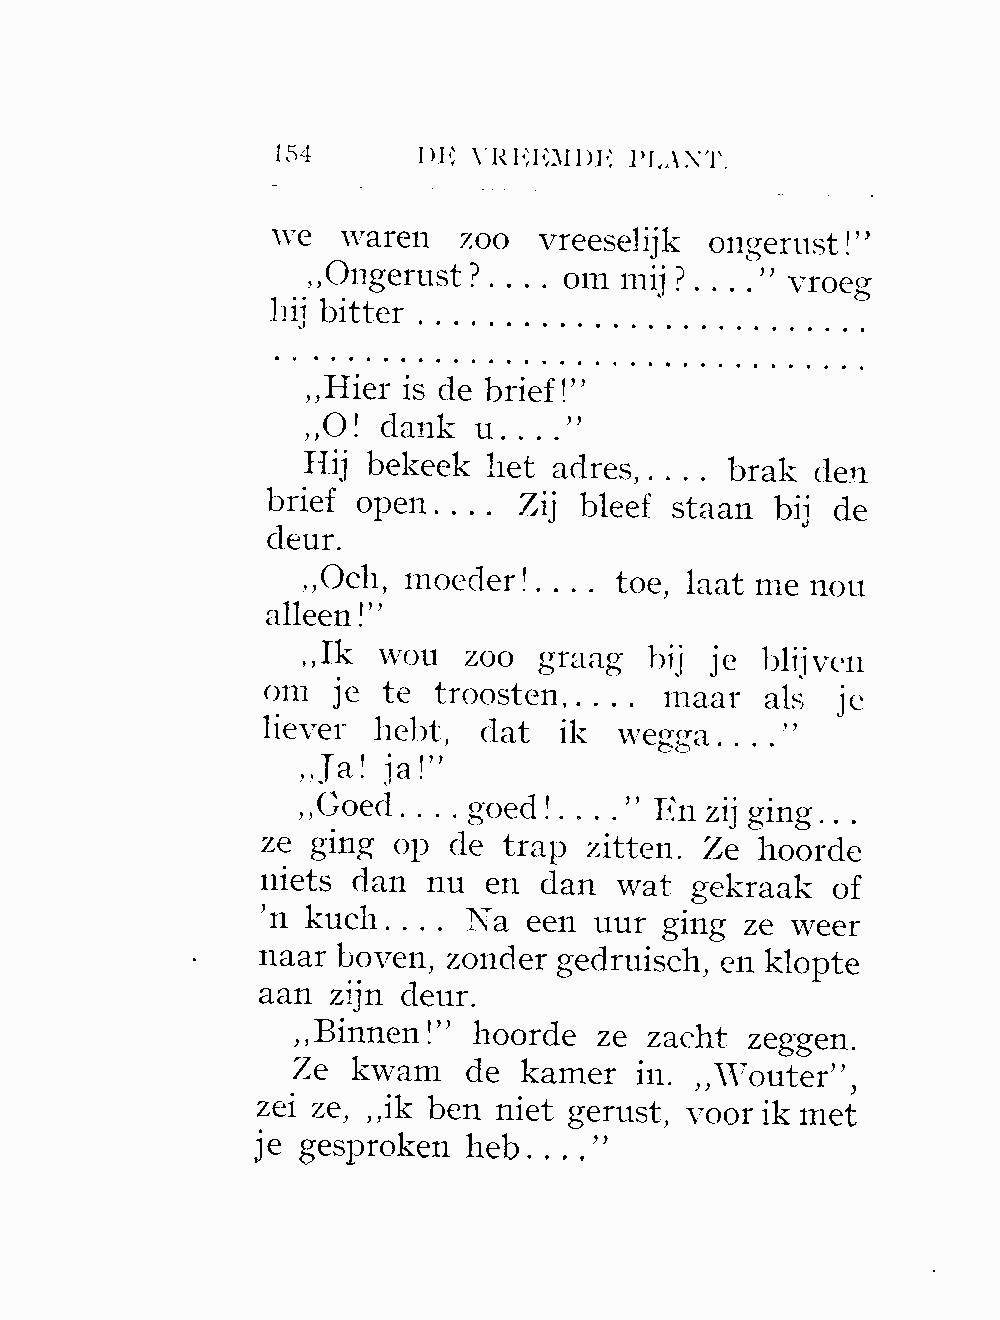 154 DE VREEMDE PLANT.
we waren zoo vreeselijk ongerust!”
„Ongerust?.... om mij?....” vroeg
hij bitter ..........................
..................................
„Hier is de brief!”
„O! dank u....”
Hij bekeek het adres,.... brak den
brief open.... Zij bleef staan bij de
deur.
„Och, moeder!.... toe, laat me nou
alleen!”
„Ik wou zoo graag bij je blijven
om je te troosten,.... maar als je
liever hebt, dat ik wegga....”
„Ja! ja!”
„Goed.... goed!....” En zij ging...
ze ging op de trap zitten. Ze hoorde
niets dan nu en dan wat gekraak of
’n kuch.... Na een uur ging ze weer
naar boven, zonder gedruisch, en klopte
aan zijn deur.
„Binnen!” hoorde ze zacht zeggen.
Ze kwam de kamer in. „Wouter”,
zei ze, „ik ben niet gerust, voor ik met
je gesproken heb....”